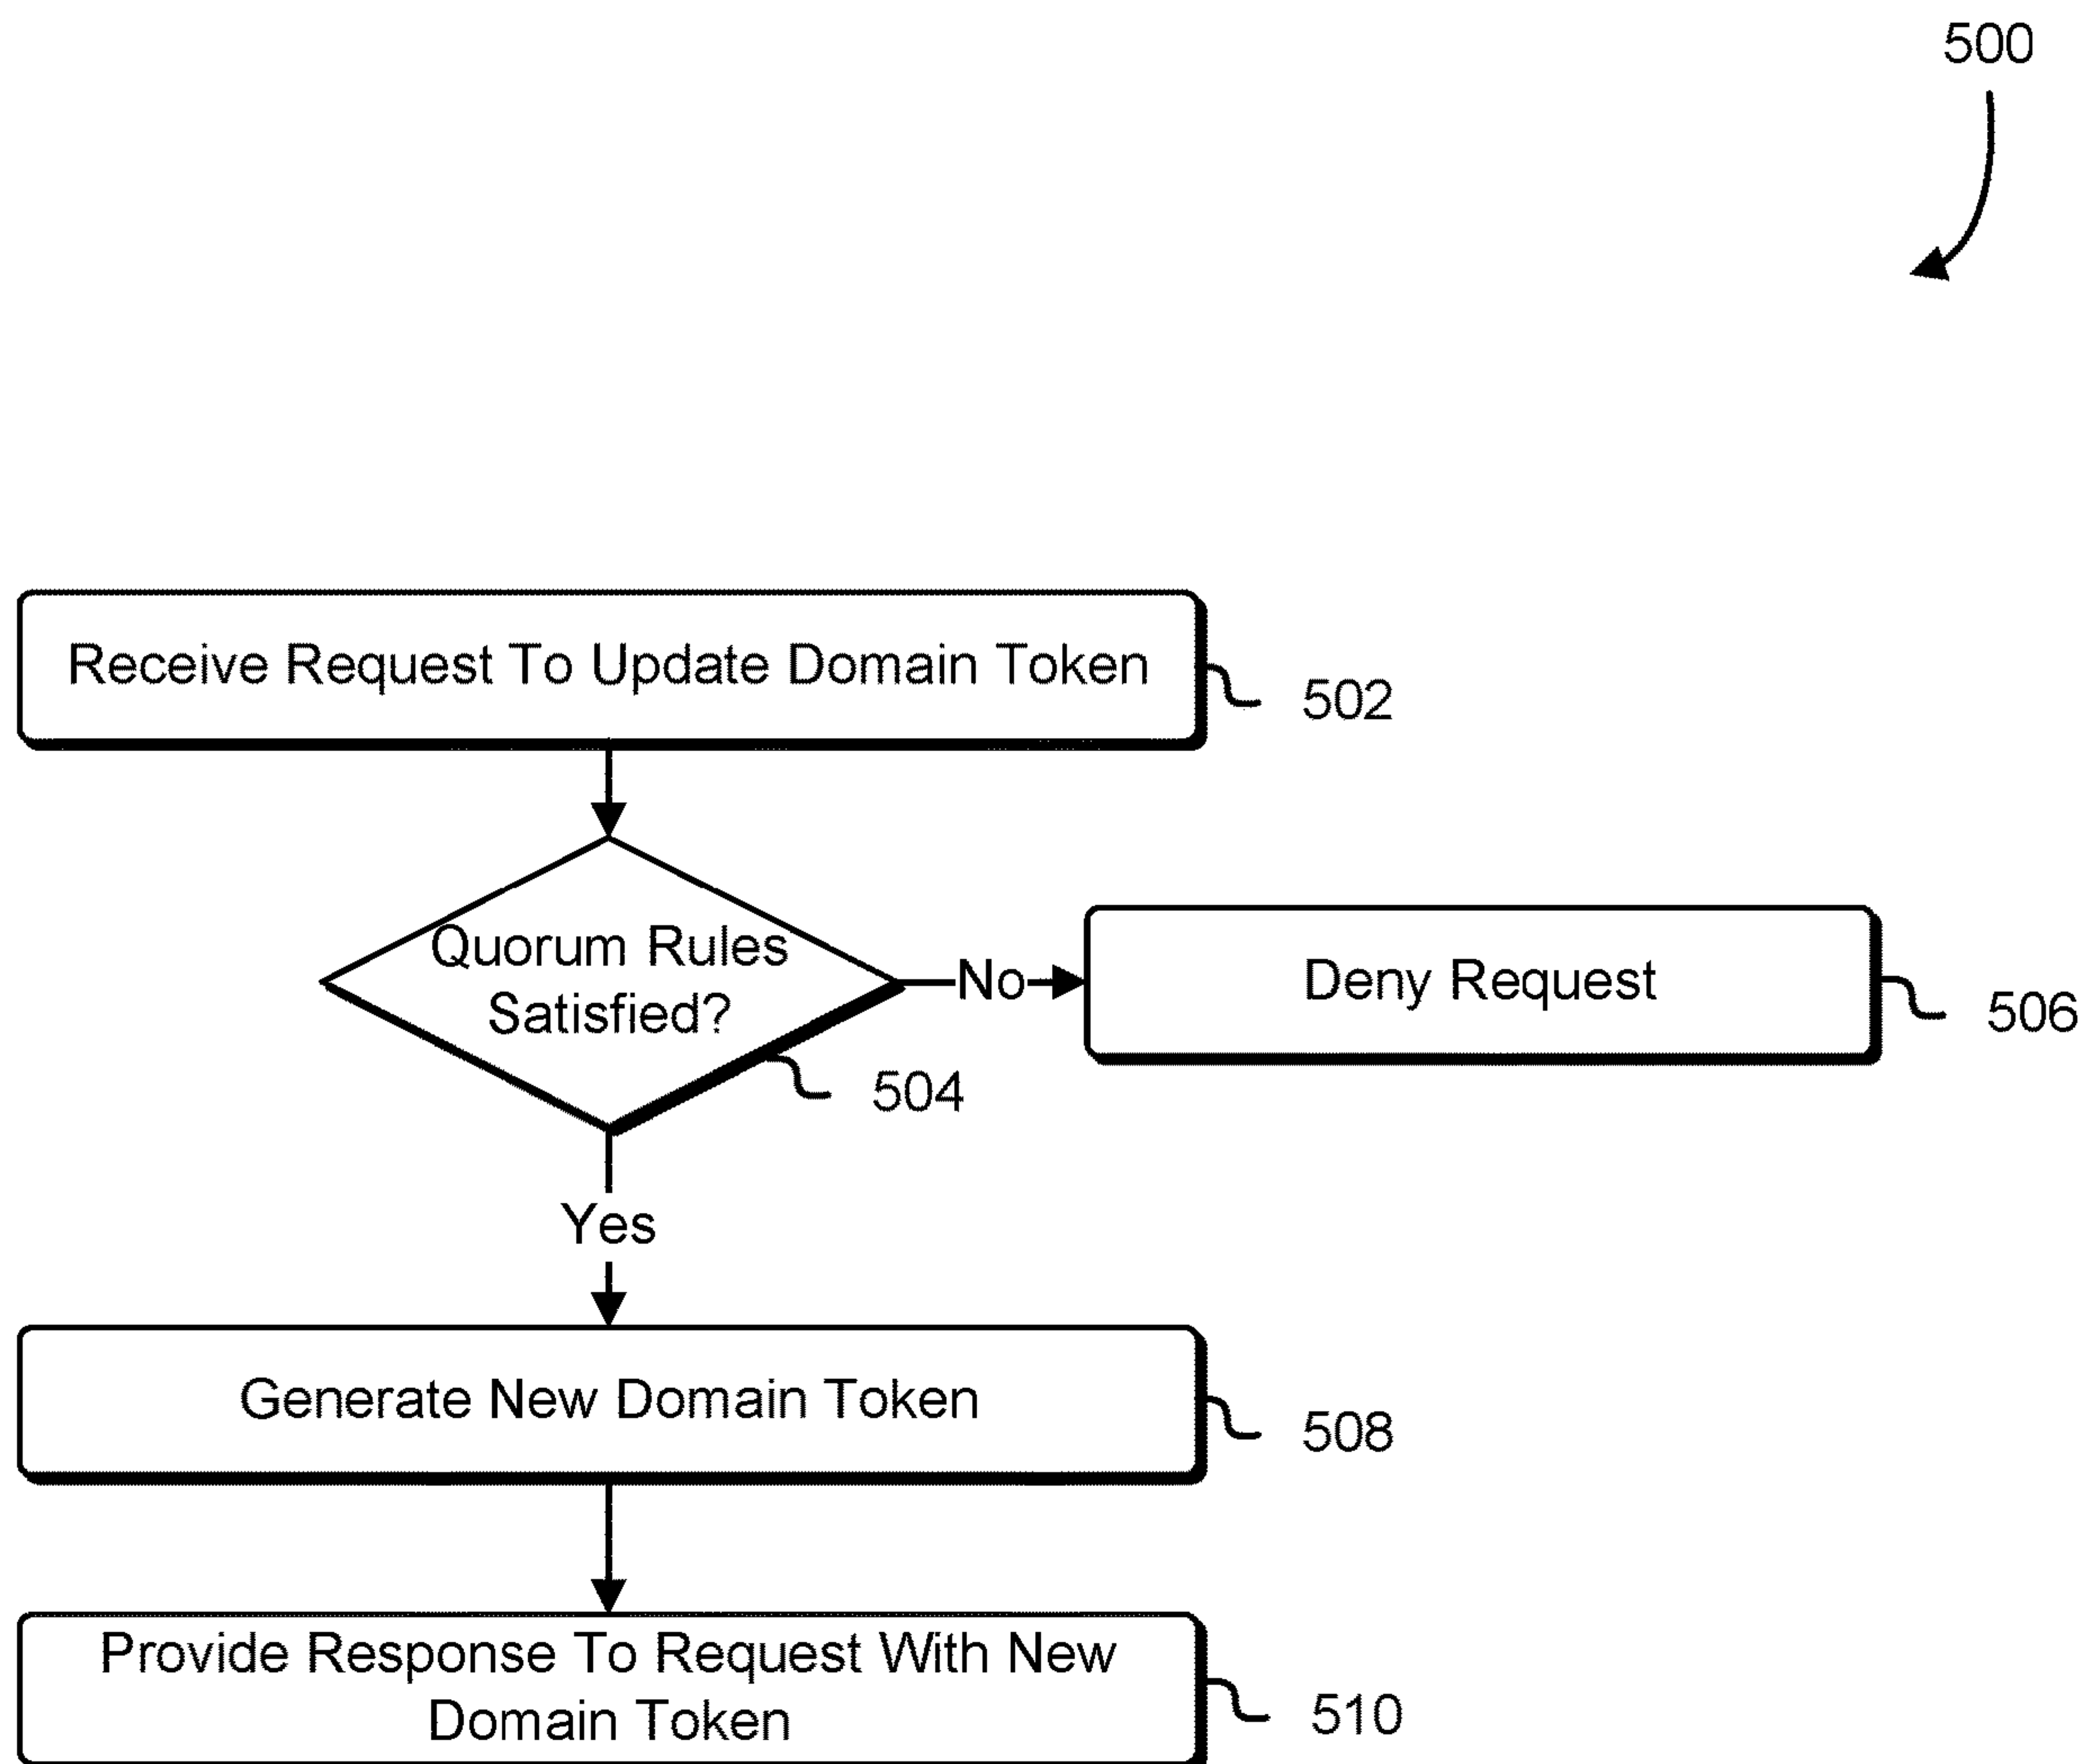 500
Receive Request To Update Domain Token
502
Quorum Rules
Satisfied?
504
No
Deny Request
506
Yes
Generate New Domain Token
508
Provide Response To Request With New
Domain Token
510